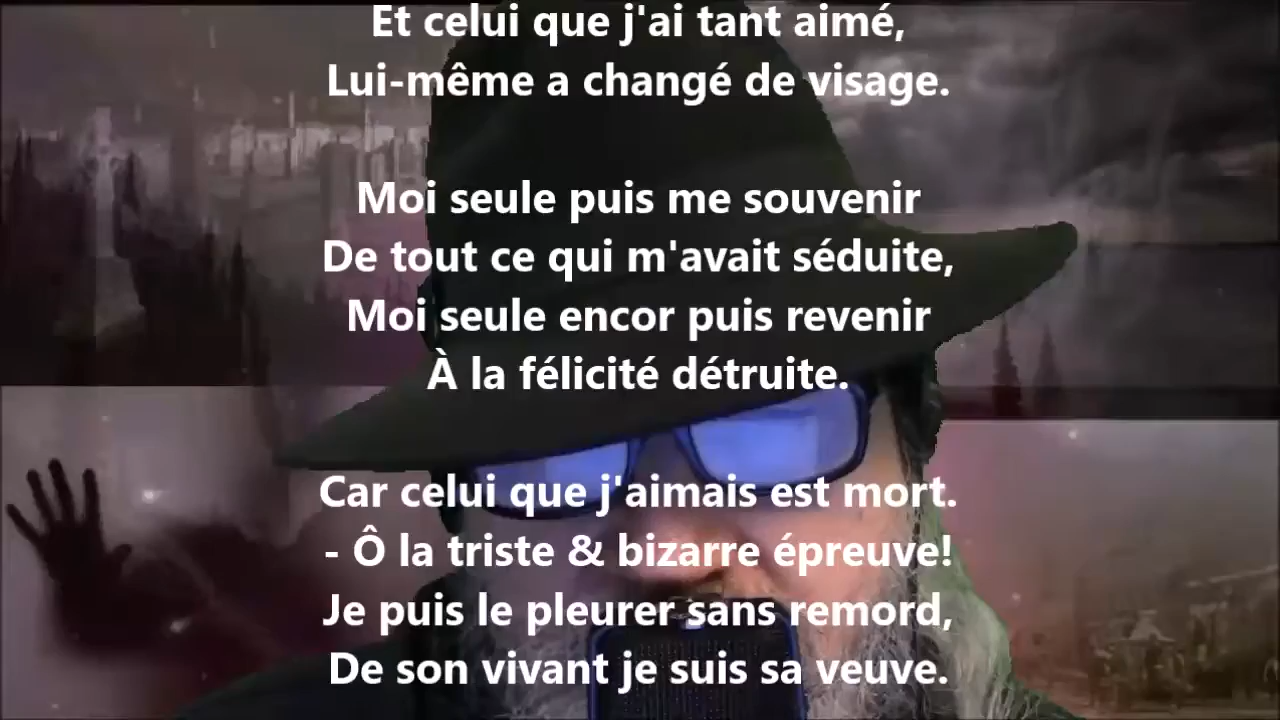 Et celui que j'ai tant aimé,
Lui-même a changé de visage.
Moi seule puis me souvenir
De tout ce qui m'avait séduite,
Moi seule encor puis revenir
À la félicité détruite.
Car celui que j'aimais est mort.
- Ô la triste & bizarre épreuve!
Je puis le pleurer sans remord,
De son vivant je suis sa veuve.